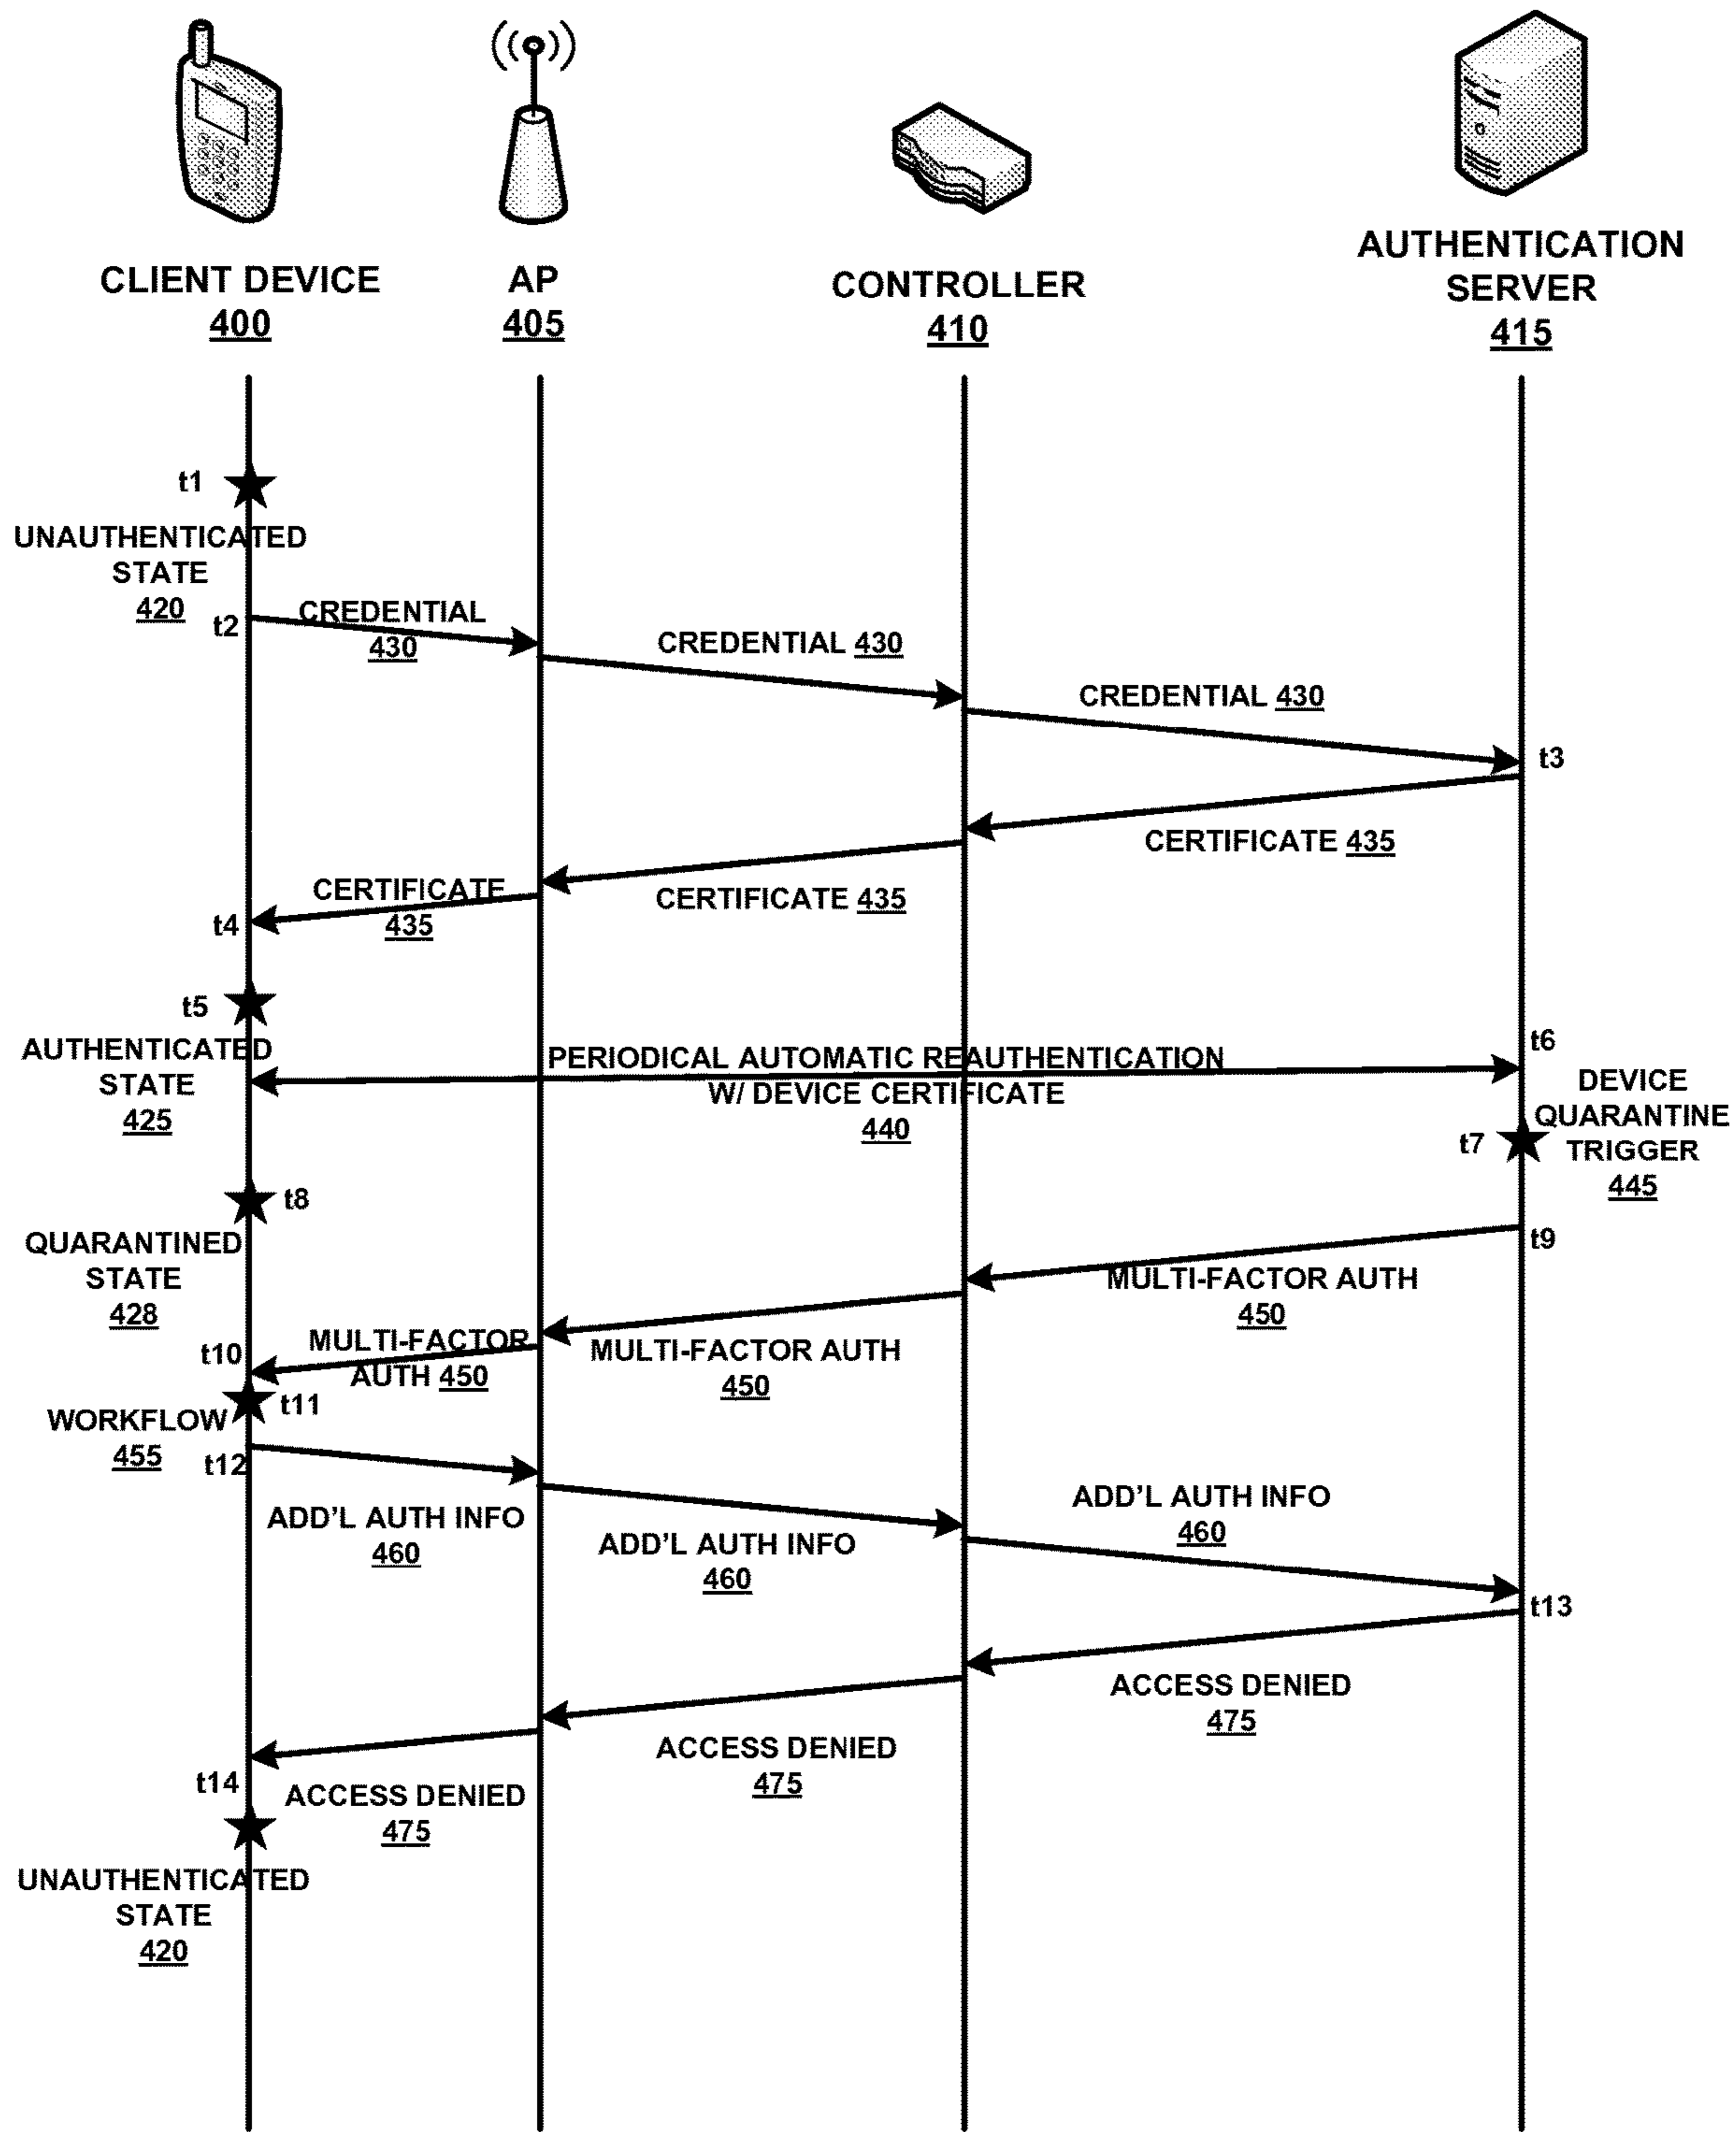 CLIENT DEVICE
400
AP
405
CONTROLLER
410
AUTHENTICATION
SERVER
415
t1
UNAUTHENTICATED
STATE
420
t2
CREDENTIAL
430
CREDENTIAL 430
CREDENTIAL 430
t3
CERTIFICATE 435
CERTIFICATE 435
CERTIFICATE
435
t4
t5
AUTHENTICATED
STATE
425
PERIODICAL AUTOMATIC REAUTHENTICATION
W/ DEVICE CERTIFICATE
440
t6
DEVICE
QUARANTINE
TRIGGER
445
t7
t8
QUARANTINED
STATE
428
t9
MULTI-FACTOR AUTH
450
MULTI-FACTOR AUTH
450
MULTI-FACTOR
AUTH 450
t10
t11
WORKFLOW
455
t12
ADD'L AUTH INFO
460
ADD'L AUTH INFO
460
ADD'L AUTH INFO
460
t13
ACCESS DENIED
475
ACCESS DENIED
475
ACCESS DENIED
475
t14
UNAUTHENTICATED
STATE
420